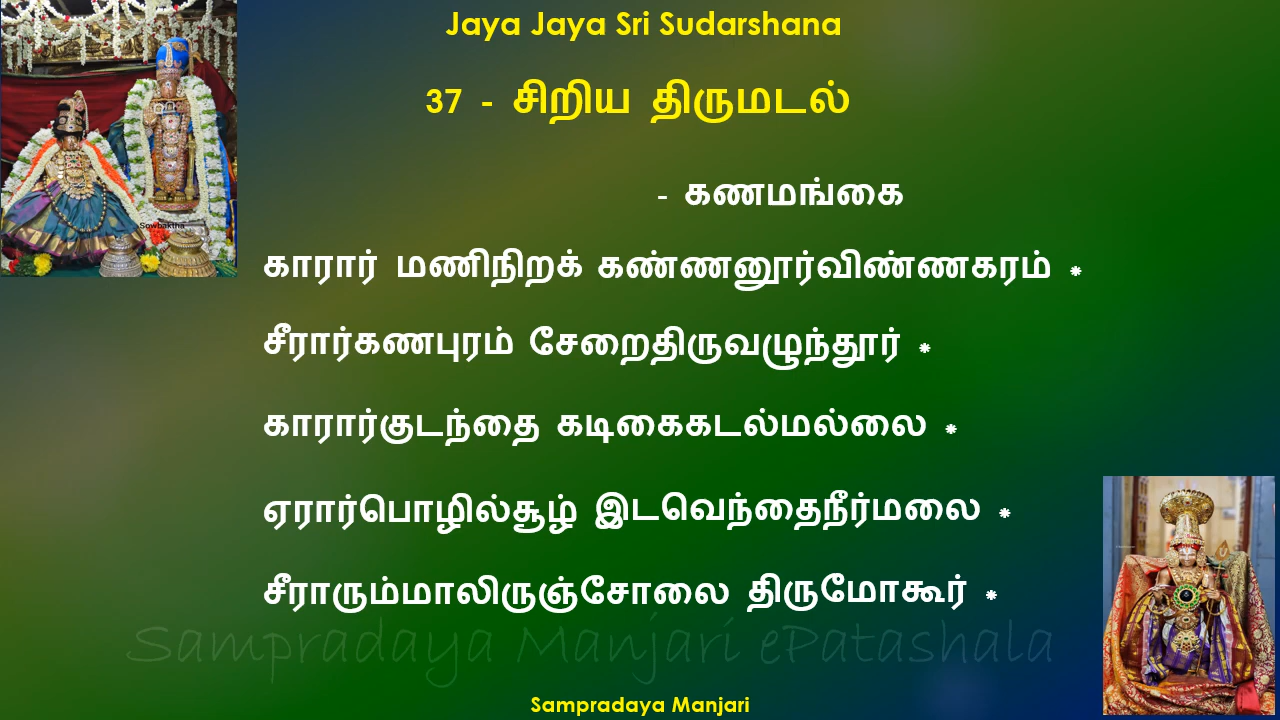 Jaya Jaya Sri Sudarshana
37 - சிறிய திருமடல்
- கணமங்கை
காரார் மணிநிறக் கண்ணனூர்விண்ணகரம் *
சீரார்கணபுரம் சேறைதிருவழுந்தூர் *
காரார்குடந்தை கடிகைகடல்மல்லை *
ஏரார்பொழில்சூழ் இடவெந்தைநீர்மலை *
சீராரும்மாலிருஞ்சோலை திருமோகூர் *
Sampradaya Manjari ePatashala
Sampradaya Manjari
Sowbaktha